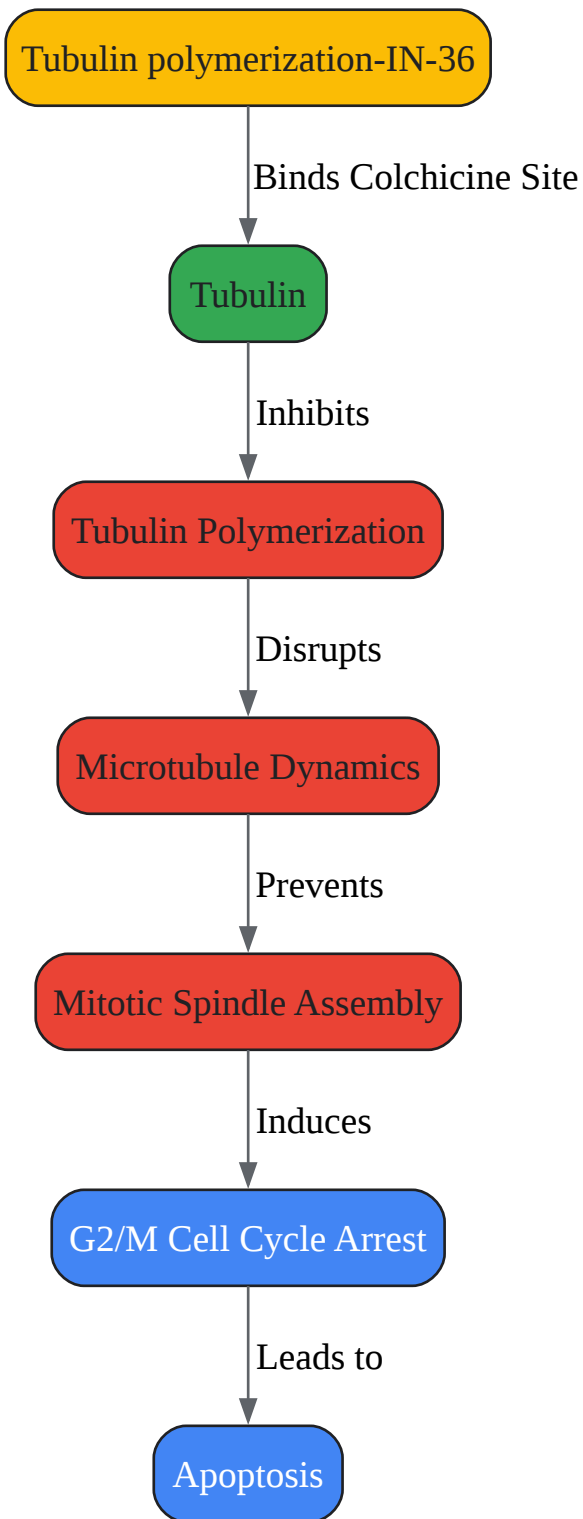 Tubulin polymerization-IN-36
Binds Colchicine Site
Tubulin
Inhibits
Tubulin Polymerization
Disrupts
Microtubule Dynamics
Prevents
Mitotic Spindle Assembly
Induces
G2/M Cell Cycle Arrest
Leads to
Apoptosis